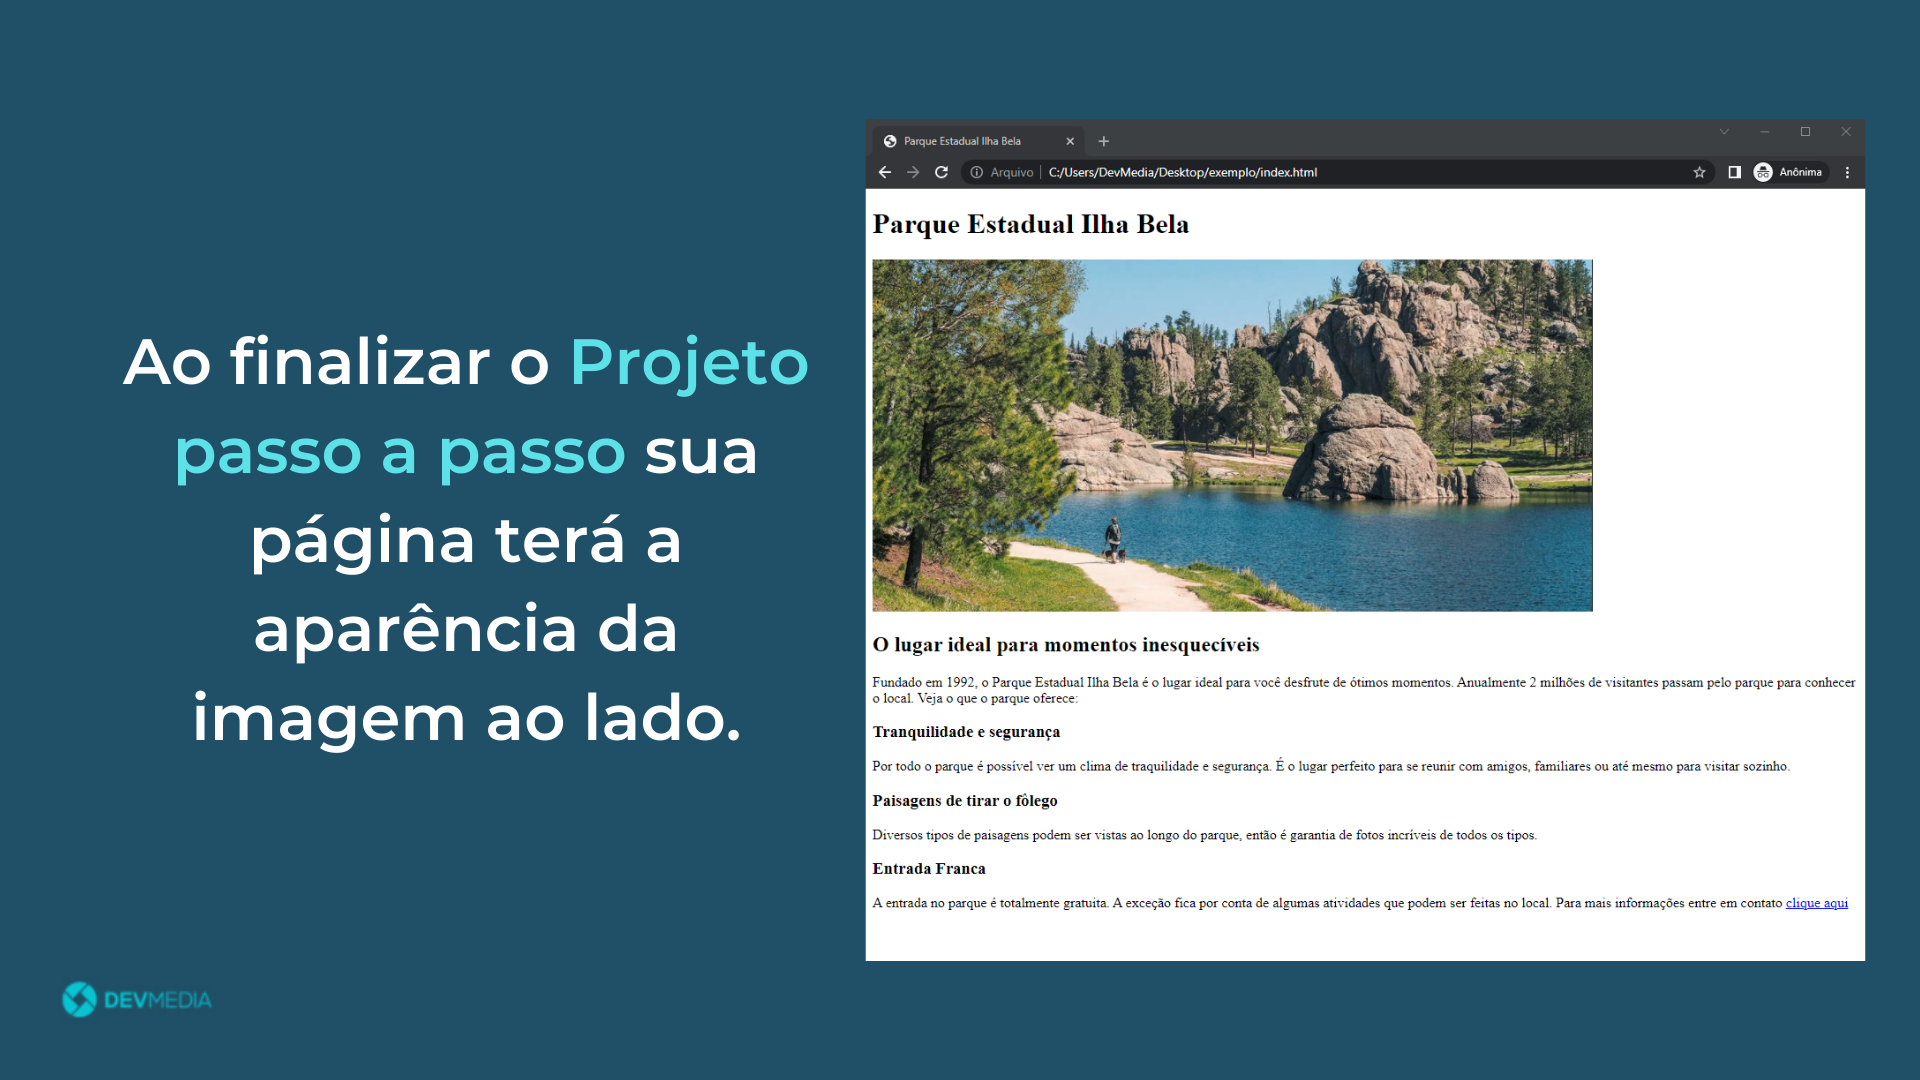 Ao finalizar o Projeto
passo a passo sua
página terá a
aparência da
imagem ao lado.
DEVMEDIA
Parque Estadual Ilha Bela
Arquivo
C:/Users/DevMedia/Desktop/exemplo/index.html
Anônima
Parque Estadual Ilha Bela
O lugar ideal para momentos inesquecíveis
Fundado em 1992, o Parque Estadual Ilha Bela é o lugar ideal para você desfrute de ótimos momentos. Anualmente 2 milhões de visitantes passam pelo parque para conhecer
o local. Veja o que o parque oferece:
Tranquilidade e segurança
Por todo o parque é possível ver um clima de traquilidade e segurança. É o lugar perfeito para se reunir com amigos, familiares ou até mesmo para visitar sozinho.
Paisagens de tirar o fôlego
Diversos tipos de paisagens podem ser vistas ao longo do parque, então é garantia de fotos incríveis de todos os tipos.
Entrada Franca
A entrada no parque é totalmente gratuita. A exceção fica por conta de algumas atividades que podem ser feitas no local. Para mais informações entre em contato clique aqui